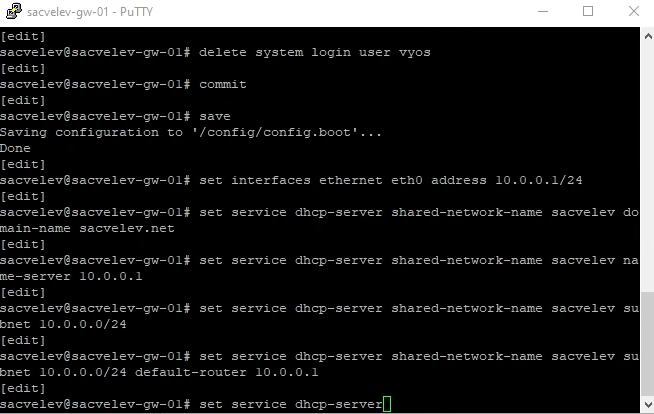 sacvelev-gw-01 - PuTTY
[edit]
sacvelev@sacvelev-gw-01# delete system login user vyos
[edit]
sacvelev@sacvelev-gw-01# commit
[edit]
sacvelev@sacvelev-gw-01# save
Saving configuration to '/config/config.boot'...
Done
[edit]
sacvelev@sacvelev-gw-01# set interfaces ethernet eth0 address 10.0.0.1/24
[edit]
sacvelev@sacvelev-gw-01# set service dhcp-server shared-network-name sacvelev do
main-name sacvelev.net
[edit]
sacvelev@sacvelev-gw-01# set service dhcp-server shared-network-name sacvelev na
me-server 10.0.0.1
[edit]
sacvelev@sacvelev-gw-01# set service dhcp-server shared-network-name sacvelev su
bnet 10.0.0.0/24
[edit]
sacvelev@sacvelev-gw-01# set service dhcp-server shared-network-name sacvelev su
bnet 10.0.0.0/24 default-router 10.0.0.1
[edit]
sacvelev@sacvelev-gw-01# set service dhcp-server